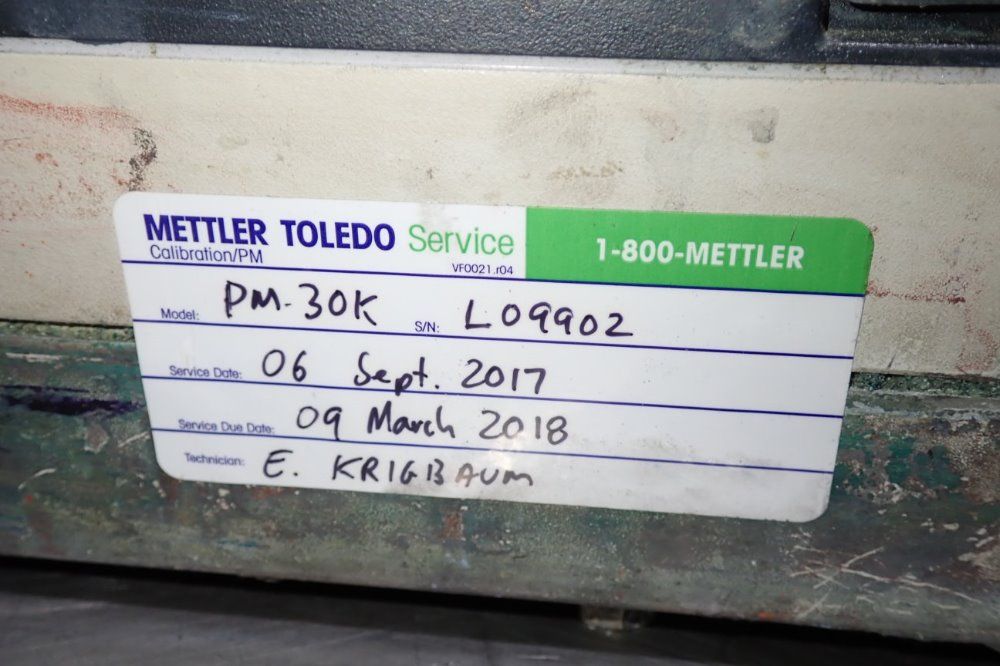 METTLER TOLEDO Service
Calibration/PM
VF0021.r04
1-800-METTLER
Model: PM-30K S/N: L09902
Service Date: 06 Sept. 2017
Service Due Date: 09 March 2018
Technician: E. KRIGBAUM